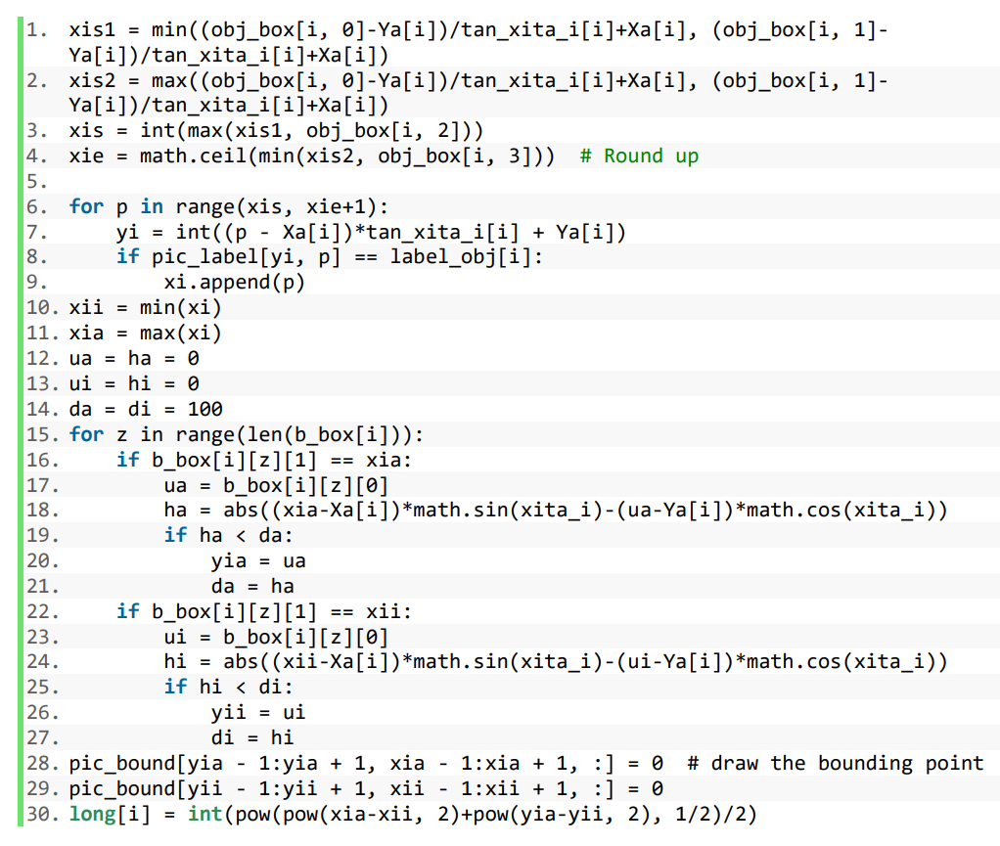 1. xis1 = min((obj_box[i, 0]-Ya[i])/tan_xita_i[i]+Xa[i], (obj_box[i, 1]-
Ya[i])/tan_xita_i[i]+Xa[i])
2. xis2 = max((obj_box[i, 0]-Ya[i])/tan_xita_i[i]+Xa[i], (obj_box[i, 1]-
Ya[i])/tan_xita_i[i]+Xa[i])
3. xis = int(max(xis1, obj_box[i, 2]))
4. xie = math.ceil(min(xis2, obj_box[i, 3]))  # Round up
5.
6. for p in range(xis, xie+1):
7.     yi = int((p - Xa[i])*tan_xita_i[i] + Ya[i])
8.     if pic_label[yi, p] == label_obj[i]:
9.         xi.append(p)
10. xii = min(xi)
11. xia = max(xi)
12. ua = ha = 0
13. ui = hi = 0
14. da = di = 100
15. for z in range(len(b_box[i])):
16.     if b_box[i][z][1] == xia:
17.         ua = b_box[i][z][0]
18.         ha = abs((xia-Xa[i])*math.sin(xita_i)-(ua-Ya[i])*math.cos(xita_i))
19.         if ha < da:
20.             yia = ua
21.             da = ha
22.     if b_box[i][z][1] == xii:
23.         ui = b_box[i][z][0]
24.         hi = abs((xii-Xa[i])*math.sin(xita_i)-(ui-Ya[i])*math.cos(xita_i))
25.         if hi < di:
26.             yii = ui
27.             di = hi
28. pic_bound[yia - 1:yia + 1, xia - 1:xia + 1, :] = 0  # draw the bounding point
29. pic_bound[yii - 1:yii + 1, xii - 1:xii + 1, :] = 0
30. long[i] = int(pow(pow(xia-xii, 2)+pow(yia-yii, 2), 1/2)/2)